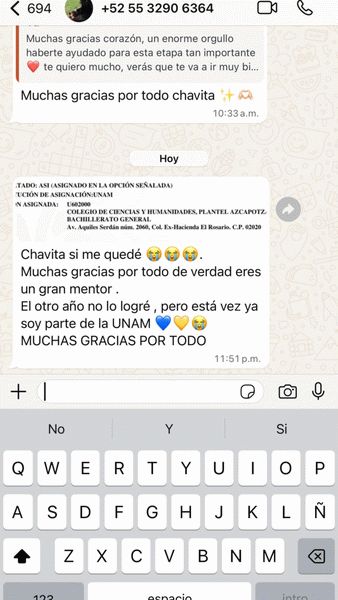 694
+52 55 3290 6364
Muchas gracias corazón, un enorme orgullo
haberte ayudado para esta etapa tan importante
❤️ te quiero mucho, verás que te va a ir muy bi...
Muchas gracias por todo chavita ✨🫶🏻
10:33 a.m.
Hoy
.TADO: ASI (ASIGNADO EN LA OPCIÓN SEÑALADA)
TUCIÓN DE ASIGNACIÓN:UNAM
N ASIGNADA: U602000
COLEGIO DE CIENCIAS Y HUMANIDADES, PLANTEL AZCAPOTZ.
BACHILLERATO GENERAL
Av. Aquiles Serdán núm. 2060, Col. Ex-Hacienda El Rosario. C.P. 02020
Chavita si me quedé 😭😭😭.
Muchas gracias por todo de verdad eres
un gran mentor .
El otro año no lo logré , pero está vez ya
soy parte de la UNAM 💙💛😭
MUCHAS GRACIAS POR TODO
11:51 p.m.
No Y Si
Q W E R T Y U I O P
A S D F G H J K L Ñ
Z X C V B N M
123 espacio intro